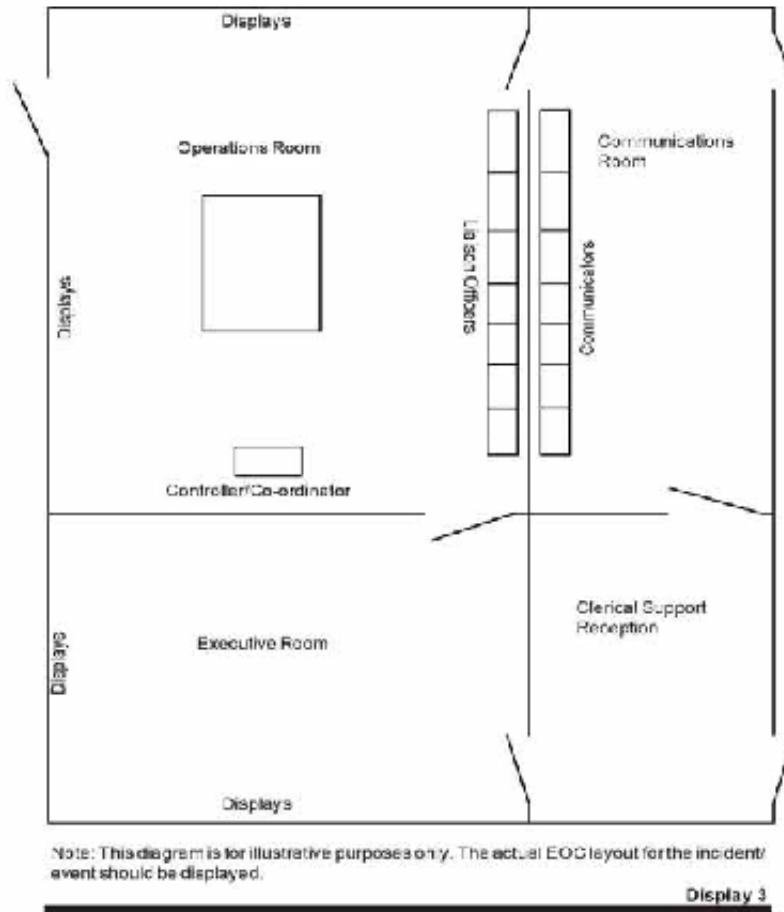 Displays
Operations Room
Communications
Room
Displays
Liaison Officers
Communicators
Controller/Co-ordinator
Executive Room
Clerical Support
Reception
Displays
Displays
Note: This diagram is for illustrative purposes only. The actual EOC layout for the incident/
event should be displayed.
Display 3